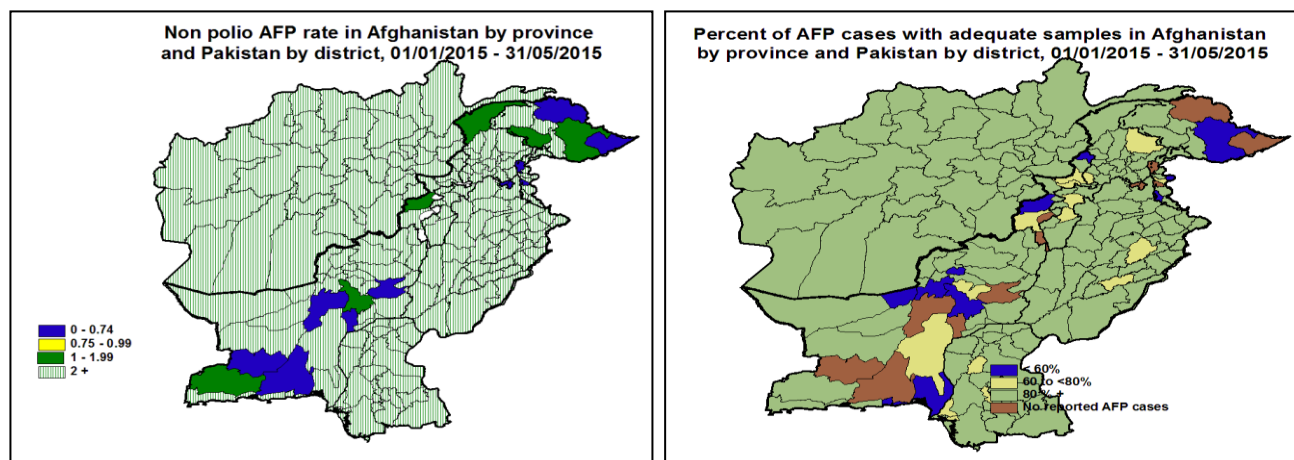 Non polio AFP rate in Afghanistan by province
and Pakistan by district, 01/01/2015 - 31/05/2015
0 - 0.74
0.75 - 0.99
1 - 1.99
2 +
Percent of AFP cases with adequate samples in Afghanistan
by province and Pakistan by district, 01/01/2015 - 31/05/2015
< 60%
60 to <80%
80 % +
No reported AFP cases